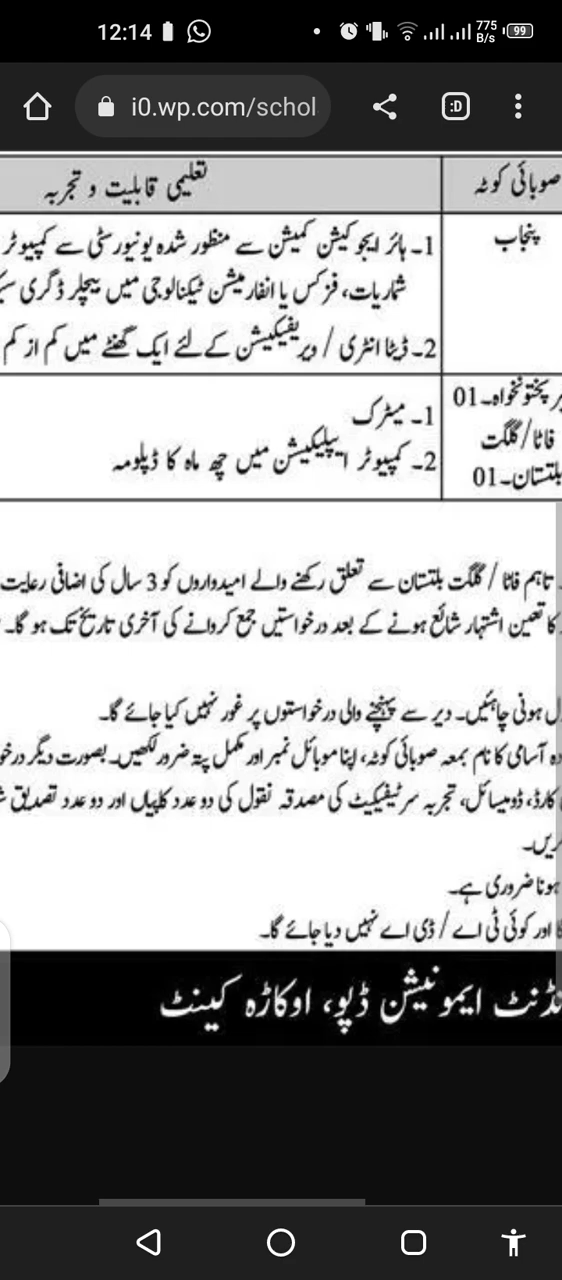 12:14
775 B/s
99
i0.wp.com/schol
:D
صوبائی کوٹہ
تعلیمی قابلیت و تجربہ
پنجاب
1۔ ہائر ایجوکیشن کمیشن سے منظور شدہ یونیورسٹی سے کمپیوٹر
شماریات، فزکس یا انفارمیشن ٹیکنالوجی میں بیچلر ڈگری
2۔ ڈیٹا انٹری / ویریفیکیشن کے لئے ایک گھنٹے میں کم از کم
پختونخواہ۔01
فاٹا/گلگت
بلتستان۔01
1۔ میٹرک
2۔ کمپیوٹر ایپلیکیشن میں چھ ماہ کا ڈپلومہ
تاہم فاٹا / گلگت بلتستان سے تعلق رکھنے والے امیدواروں کو 3 سال کی اضافی رعایت
کا تعین اشتہار شائع ہونے کے بعد درخواستیں جمع کروانے کی آخری تاریخ تک ہو گا۔
ہونی چاہئیں۔ دیر سے پہنچنے والی درخواستوں پر غور نہیں کیا جائے گا۔
آسامی کا نام بمعہ صوبائی کوٹہ، اپنا موبائل نمبر اور مکمل پتہ ضرور لکھیں۔ بصورت دیگر
کارڈ، ڈومیسائل، تجربہ سرٹیفکیٹ کی مصدقہ نقول کی دو عدد کاپیاں اور دو عدد تصدیق
کریں۔
ہونا ضروری ہے۔
اور کوئی ٹی اے / ڈی اے نہیں دیا جائے گا۔
نڈنٹ ایمونیشن ڈپو، اوکاڑہ کینٹ